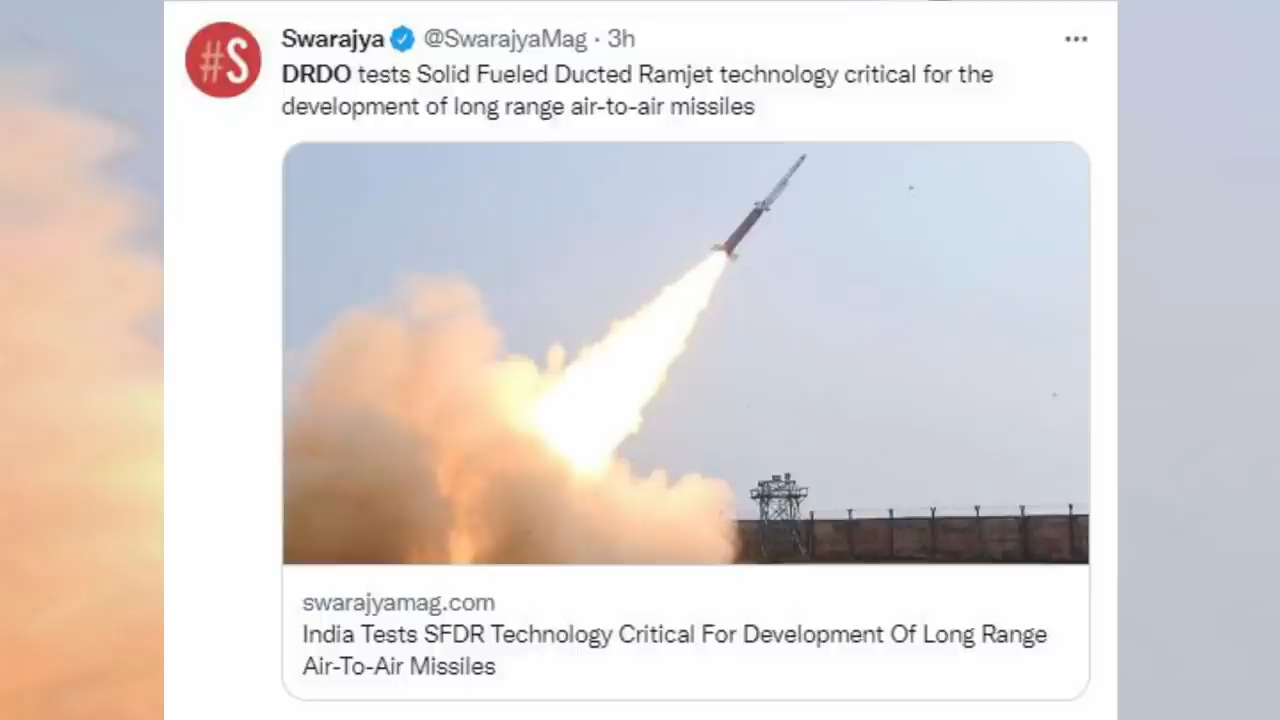 #S
Swarajya @SwarajyaMag · 3h
DRDO tests Solid Fueled Ducted Ramjet technology critical for the
development of long range air-to-air missiles
swarajyamag.com
India Tests SFDR Technology Critical For Development Of Long Range
Air-To-Air Missiles